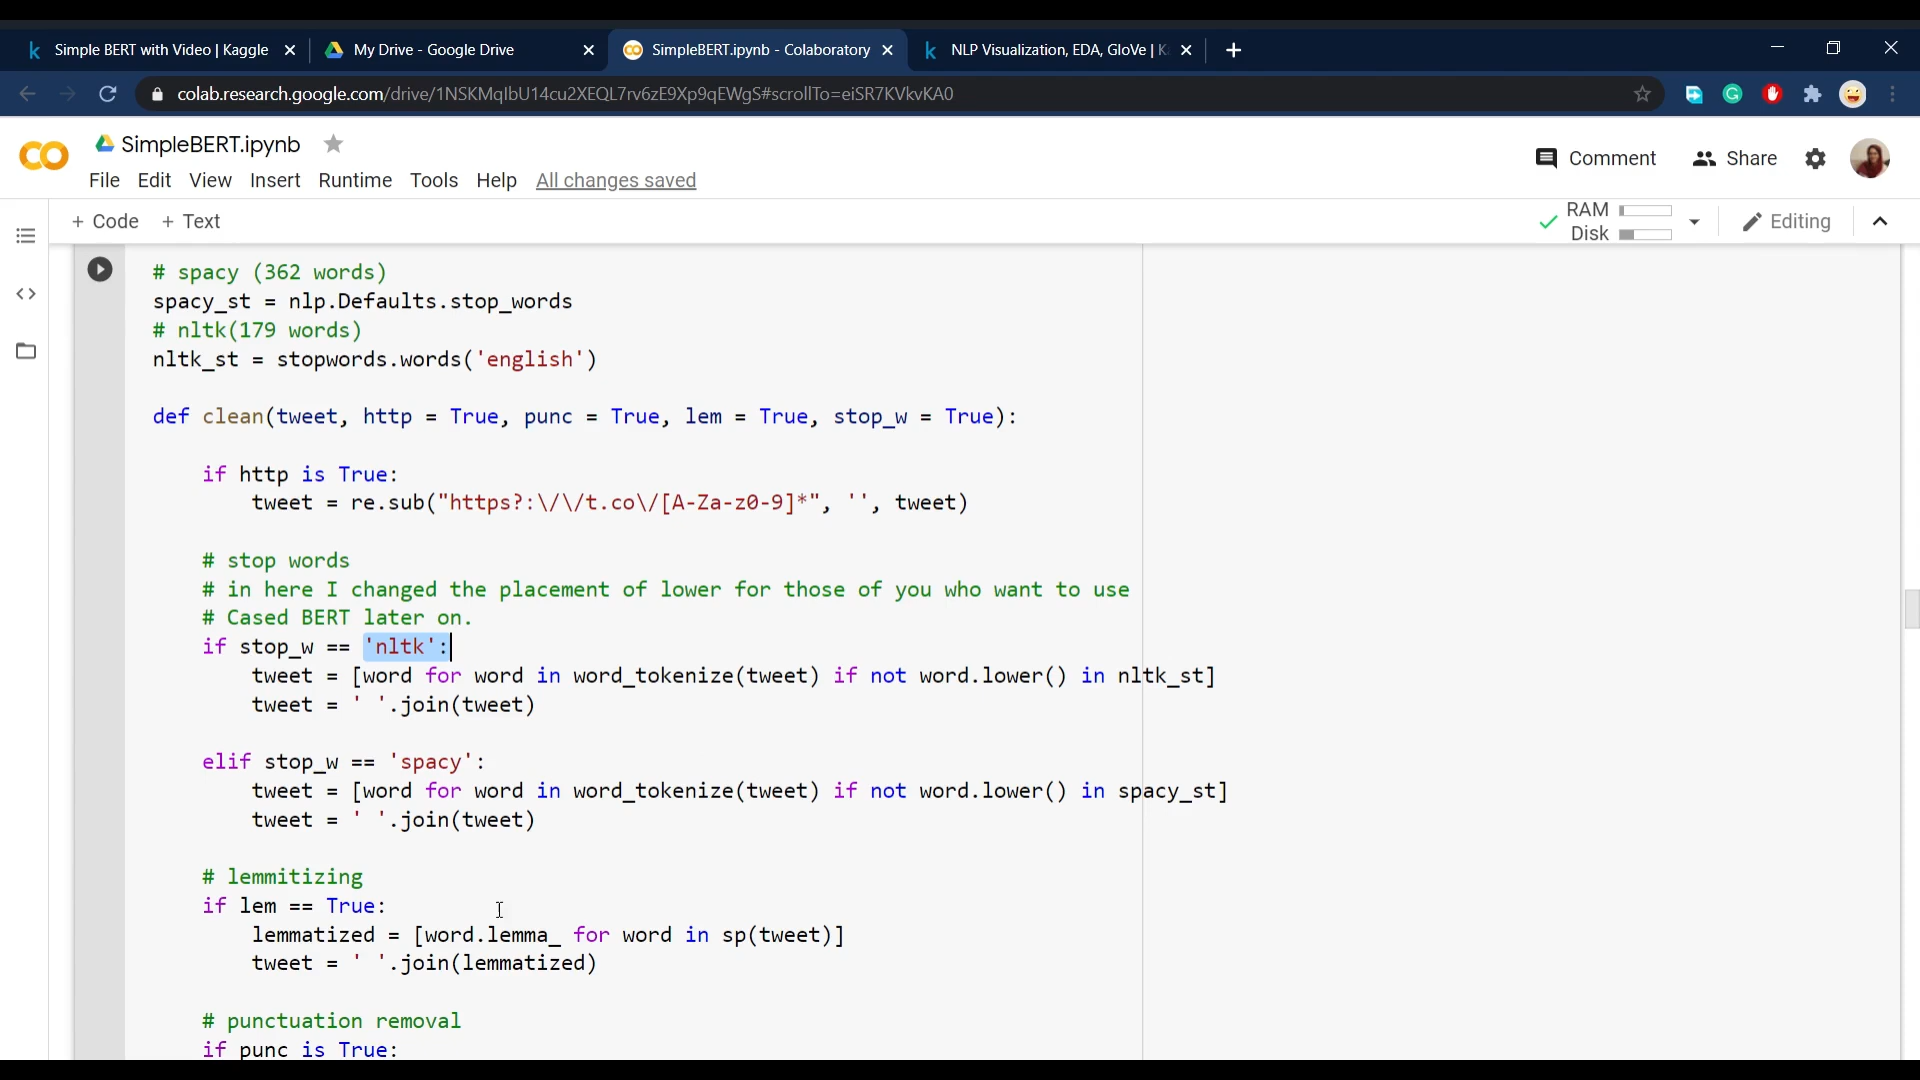 Simple BERT with Video | Kaggle
My Drive - Google Drive
SimpleBERT.ipynb - Colaboratory
NLP Visualization, EDA, GloVe | K
colab.research.google.com/drive/1NSKMqIbU14cu2XEQL7rv6zE9Xp9qEWgS#scrollTo=eiSR7KVkvKA0
SimpleBERT.ipynb
Comment
Share
File Edit View Insert Runtime Tools Help All changes saved
+ Code + Text
RAM
Disk
Editing
# spacy (362 words)
spacy_st = nlp.Defaults.stop_words
# nltk(179 words)
nltk_st = stopwords.words('english')
def clean(tweet, http = True, punc = True, lem = True, stop_w = True):
if http is True:
tweet = re.sub("https?:\/\/t.co\/[A-Za-z0-9]*", '', tweet)
# stop words
# in here I changed the placement of lower for those of you who want to use
# Cased BERT later on.
if stop_w == 'nltk':
tweet = [word for word in word_tokenize(tweet) if not word.lower() in nltk_st]
tweet = ' '.join(tweet)
elif stop_w == 'spacy':
tweet = [word for word in word_tokenize(tweet) if not word.lower() in spacy_st]
tweet = ' '.join(tweet)
# lemmitizing
if lem == True:
lemmatized = [word.lemma_ for word in sp(tweet)]
tweet = ' '.join(lemmatized)
# punctuation removal
if punc is True: